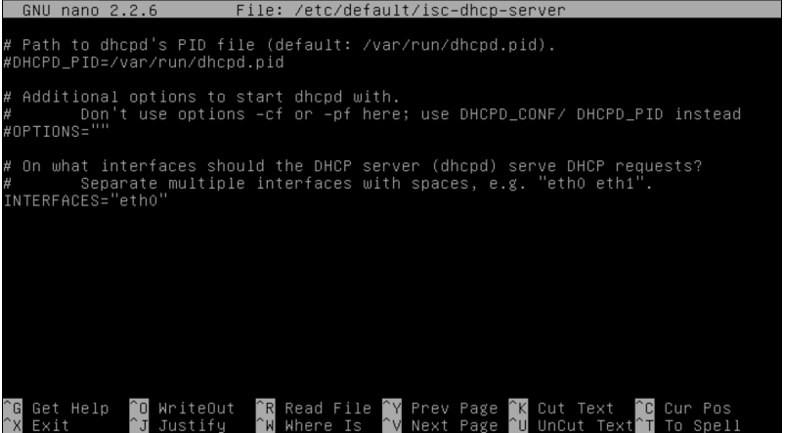 GNU nano 2.2.6 File: /etc/default/isc-dhcp-server
# Path to dhcpd's PID file (default: /var/run/dhcpd.pid).
#DHCPD_PID=/var/run/dhcpd.pid
# Additional options to start dhcpd with.
# Don't use options -cf or -pf here; use DHCPD_CONF/ DHCPD_PID instead
#OPTIONS=""
# On what interfaces should the DHCP server (dhcpd) serve DHCP requests?
# Separate multiple interfaces with spaces, e.g. "eth0 eth1".
INTERFACES="eth0"
^G Get Help ^O WriteOut ^R Read File ^Y Prev Page ^K Cut Text ^C Cur Pos
^X Exit ^J Justify ^W Where Is ^V Next Page ^U UnCut Text ^T To Spell